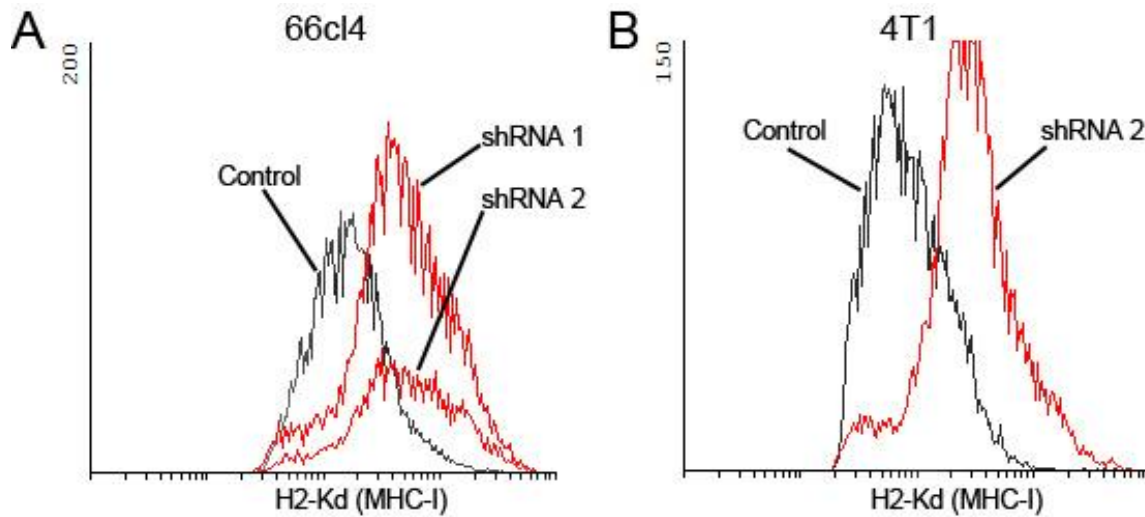 A
66cl4
200
Control
shRNA 1
shRNA 2
H2-Kd (MHC-I)
B
4T1
150
Control
shRNA 2
H2-Kd (MHC-I)